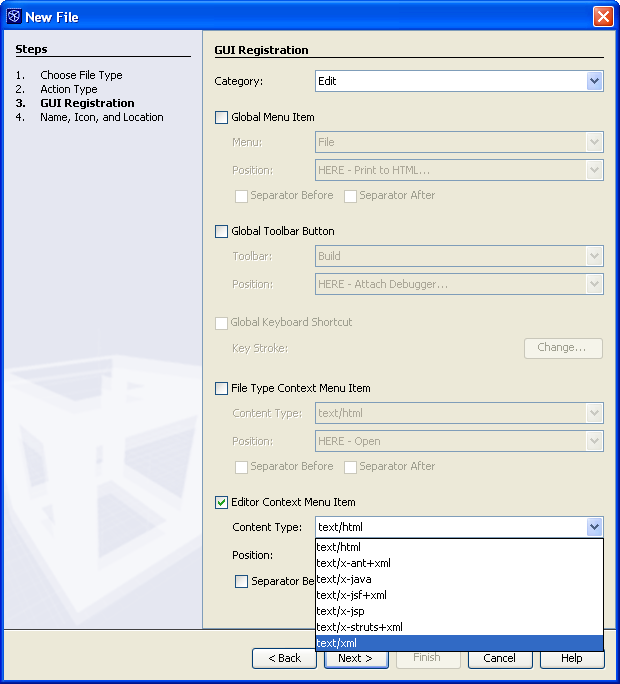 New File
Steps
1. Choose File Type
2. Action Type
3. GUI Registration
4. Name, Icon, and Location
GUI Registration
Category: Edit
Global Menu Item
Menu: File
Position: HERE - Print to HTML...
Separator Before Separator After
Global Toolbar Button
Toolbar: Build
Position: HERE - Attach Debugger...
Global Keyboard Shortcut
Key Stroke: Change...
File Type Context Menu Item
Content Type: text/html
Position: HERE - Open
Separator Before Separator After
Editor Context Menu Item
Content Type: text/html
text/html
Position: text/x-ant+xml
text/x-java
Separator Be text/x-jsf+xml
text/x-jsp
text/x-struts+xml
text/xml
< Back Next > Finish Cancel Help